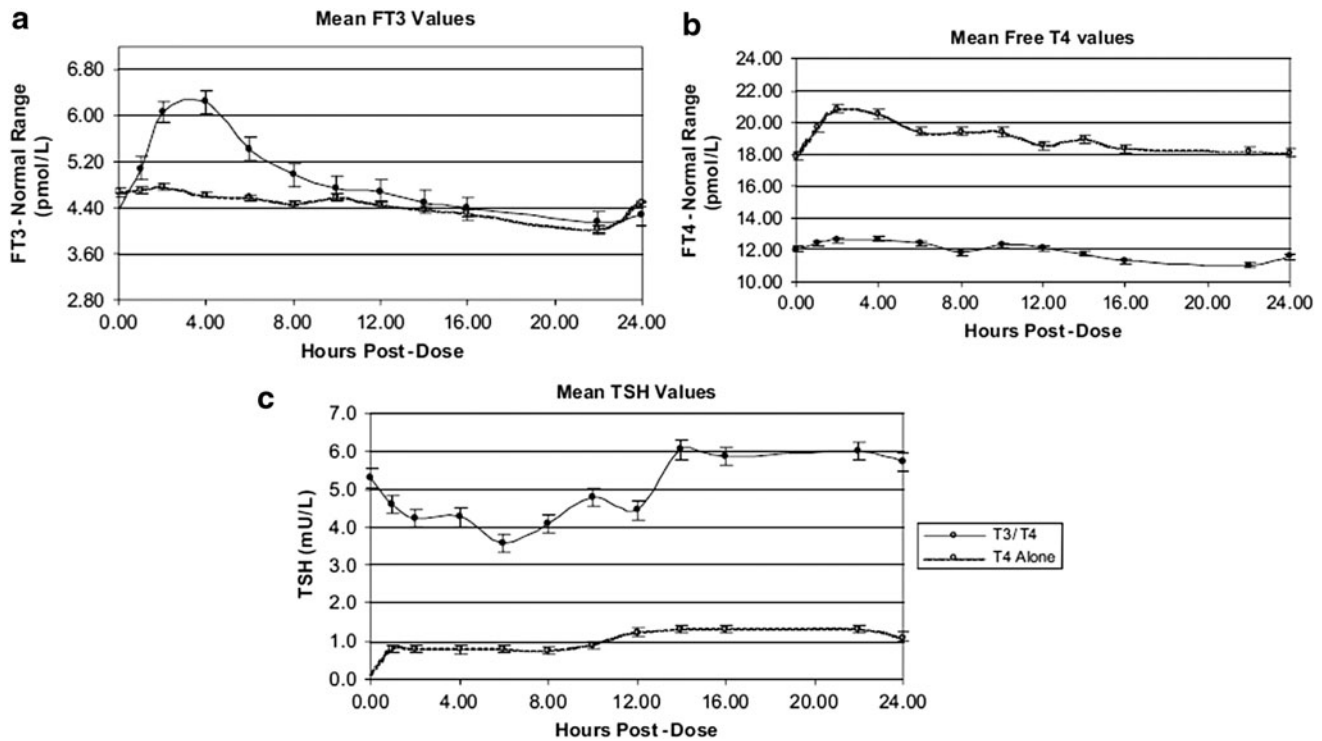 a
Mean FT3 Values
FT3 - Normal Range
(pmol/L)
6.80
6.00
5.20
4.40
3.60
2.80
0.00 4.00 8.00 12.00 16.00 20.00 24.00
Hours Post-Dose
b
Mean Free T4 values
FT4 - Normal Range
(pmol/L)
24.00
22.00
20.00
18.00
16.00
14.00
12.00
10.00
0.00 4.00 8.00 12.00 16.00 20.00 24.00
Hours Post-Dose
c
Mean TSH Values
TSH (mU/L)
7.0
6.0
5.0
4.0
3.0
2.0
1.0
0.0
0.00 4.00 8.00 12.00 16.00 20.00 24.00
Hours Post-Dose
T3/T4
T4 Alone